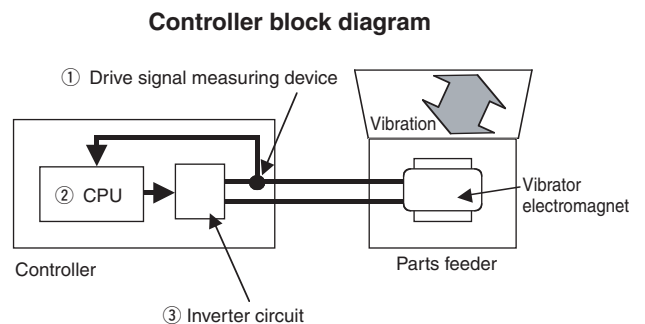 Controller block diagram
① Drive signal measuring device
Vibration
② CPU
Vibrator
electromagnet
Controller
Parts feeder
③ Inverter circuit